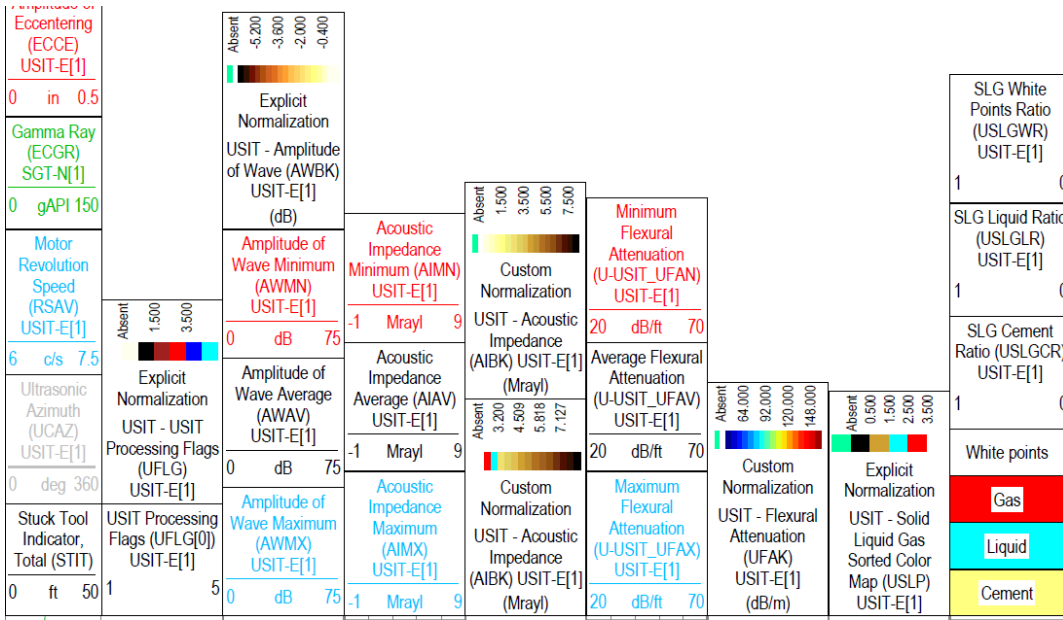 Amplitude of
Eccentering
(ECCE)
USIT-E[1]
0 in 0.5
Gamma Ray
(ECGR)
SGT-N[1]
0 gAPI 150
Motor
Revolution
Speed
(RSAV)
USIT-E[1]
6 c/s 7.5
Ultrasonic
Azimuth
(UCAZ)
USIT-E[1]
0 deg 360
Stuck Tool
Indicator,
Total (STIT)
0 ft 50
Absent
1.500
3.500
Explicit
Normalization
USIT - USIT
Processing Flags
(UFLG)
USIT-E[1]
USIT Processing
Flags (UFLG[0])
USIT-E[1]
1 5
Absent
-5.200
-3.600
-2.000
-0.400
Explicit
Normalization
USIT - Amplitude
of Wave (AWBK)
USIT-E[1]
(dB)
Amplitude of
Wave Minimum
(AWMN)
USIT-E[1]
0 dB 75
Amplitude of
Wave Average
(AWAV)
USIT-E[1]
0 dB 75
Amplitude of
Wave Maximum
(AWMX)
USIT-E[1]
0 dB 75
Acoustic
Impedance
Minimum (AIMN)
USIT-E[1]
-1 Mrayl 9
Acoustic
Impedance
Average (AIAV)
USIT-E[1]
-1 Mrayl 9
Acoustic
Impedance
Maximum
(AIMX)
USIT-E[1]
-1 Mrayl 9
Absent
1.500
3.500
5.500
7.500
Custom
Normalization
USIT - Acoustic
Impedance
(AIBK) USIT-E[1]
(Mrayl)
Absent
3.200
4.509
5.818
7.127
Custom
Normalization
USIT - Acoustic
Impedance
(AIBK) USIT-E[1]
(Mrayl)
Minimum
Flexural
Attenuation
(U-USIT_UFAN)
USIT-E[1]
20 dB/ft 70
Average Flexural
Attenuation
(U-USIT_UFAV)
USIT-E[1]
20 dB/ft 70
Maximum
Flexural
Attenuation
(U-USIT_UFAX)
USIT-E[1]
20 dB/ft 70
Absent
64.000
92.000
120.000
148.000
Custom
Normalization
USIT - Flexural
Attenuation
(UFAK)
USIT-E[1]
(dB/m)
Absent
0.500
1.500
2.500
3.500
Explicit
Normalization
USIT - Solid
Liquid Gas
Sorted Color
Map (USLP)
USIT-E[1]
SLG White
Points Ratio
(USLGWR)
USIT-E[1]
1 0
SLG Liquid Ratio
(USLGLR)
USIT-E[1]
1 0
SLG Cement
Ratio (USLGCR)
USIT-E[1]
1 0
White points
Gas
Liquid
Cement